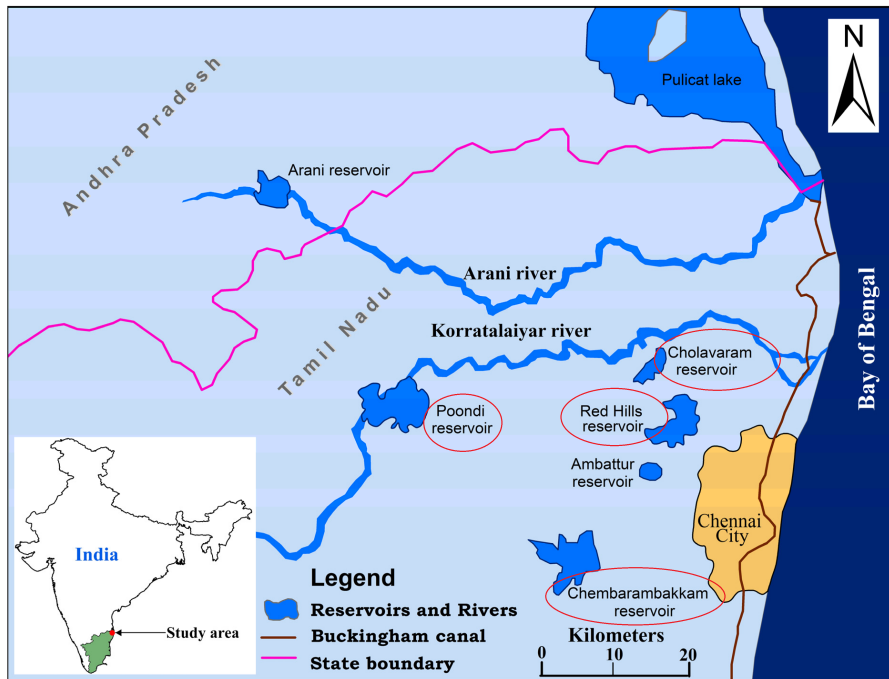 N
Pulicat lake
Andhra Pradesh
Arani reservoir
Arani river
Tamil Nadu
Korratalaiyar river
Bay of Bengal
Cholavaram
reservoir
Poondi
reservoir
Red Hills
reservoir
Ambattur
reservoir
Chennai
City
India
Study area
Chembarambakkam
reservoir
Legend
Reservoirs and Rivers
Buckingham canal
State boundary
Kilometers
0 10 20